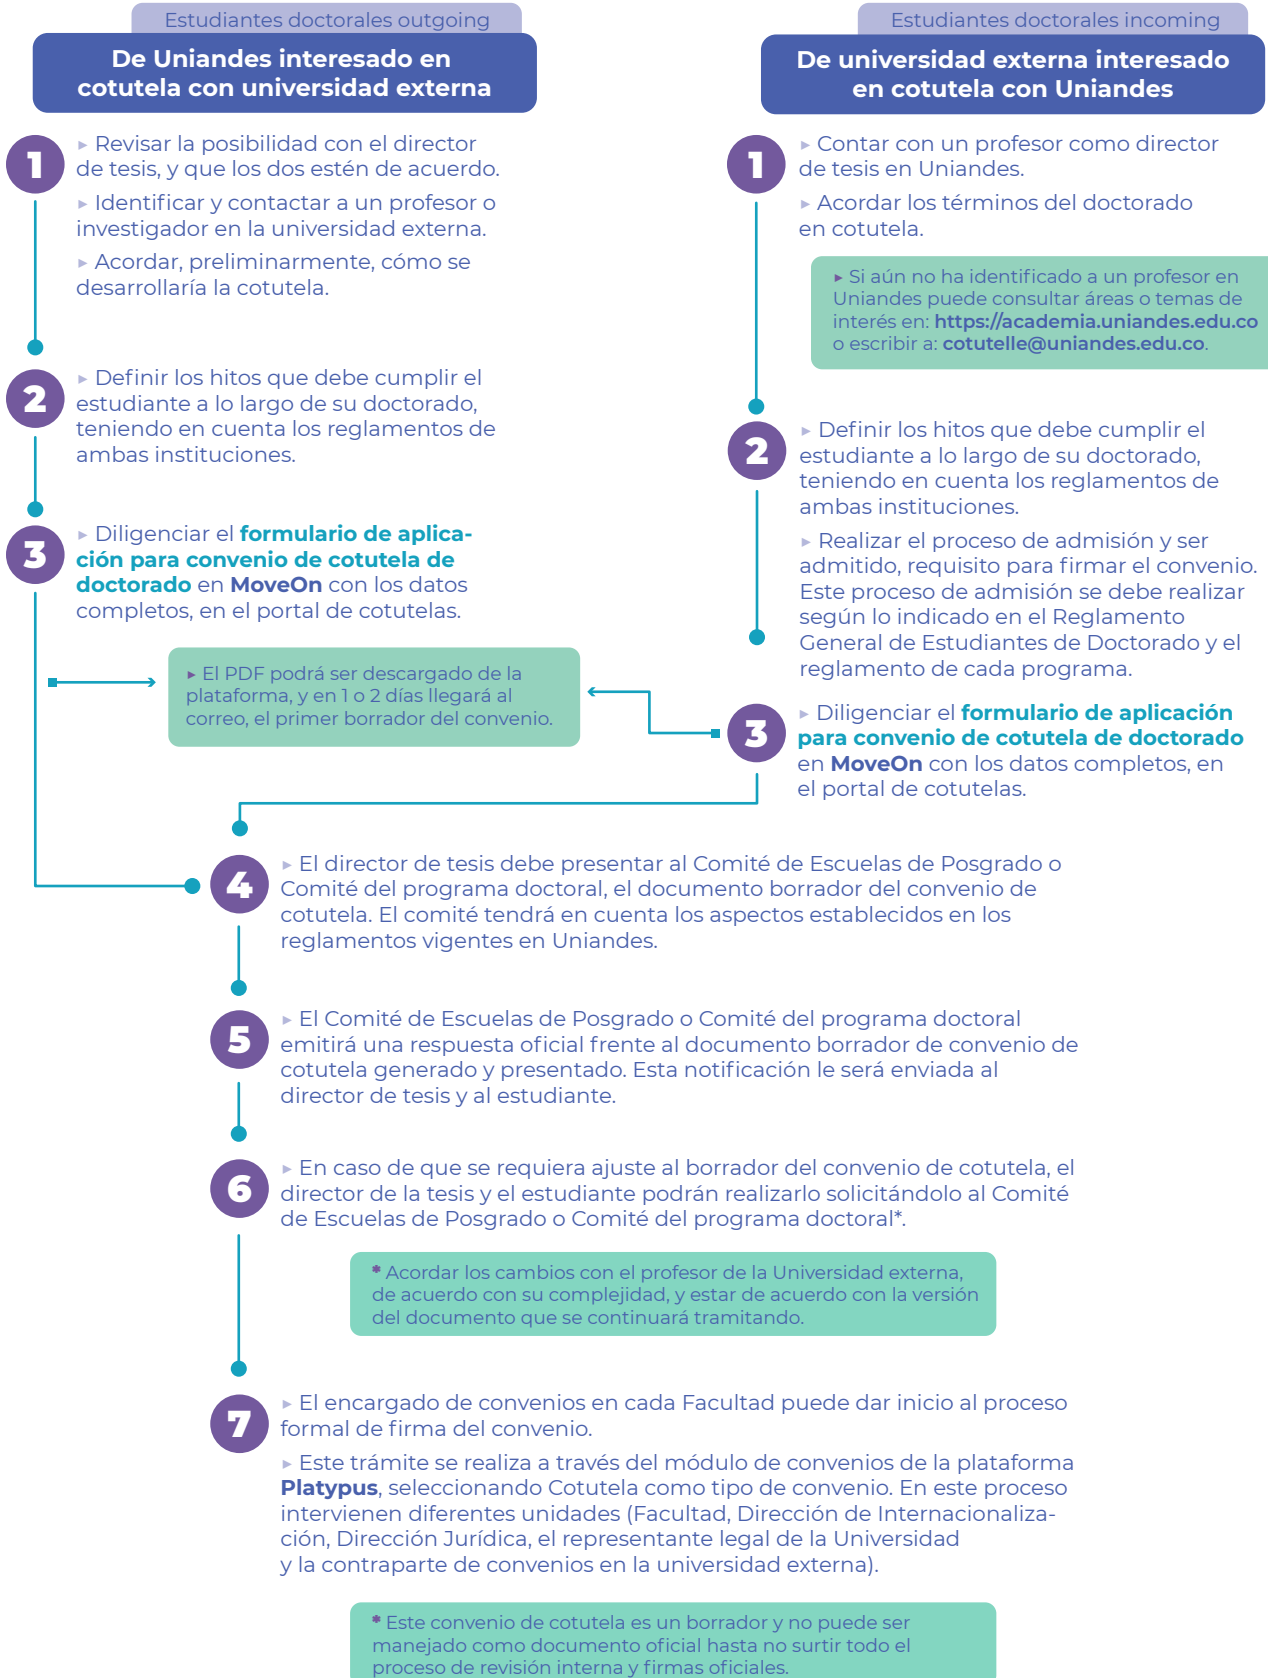 Estudiantes doctorales outgoing
De Uniandes interesado en
cotutela con universidad externa
1
▸ Revisar la posibilidad con el director
de tesis, y que los dos estén de acuerdo.
▸ Identificar y contactar a un profesor o
investigador en la universidad externa.
▸ Acordar, preliminarmente, cómo se
desarrollaría la cotutela.
2
▸ Definir los hitos que debe cumplir el
estudiante a lo largo de su doctorado,
teniendo en cuenta los reglamentos de
ambas instituciones.
3
▸ Diligenciar el formulario de aplica-
ción para convenio de cotutela de
doctorado en MoveOn con los datos
completos, en el portal de cotutelas.
▸ El PDF podrá ser descargado de la
plataforma, y en 1 o 2 días llegará al
correo, el primer borrador del convenio.
Estudiantes doctorales incoming
De universidad externa interesado
en cotutela con Uniandes
1
▸ Contar con un profesor como director
de tesis en Uniandes.
▸ Acordar los términos del doctorado
en cotutela.
▸ Si aún no ha identificado a un profesor en
Uniandes puede consultar áreas o temas de
interés en: https://academia.uniandes.edu.co
o escribir a: cotutelle@uniandes.edu.co.
2
▸ Definir los hitos que debe cumplir el
estudiante a lo largo de su doctorado,
teniendo en cuenta los reglamentos de
ambas instituciones.
▸ Realizar el proceso de admisión y ser
admitido, requisito para firmar el convenio.
Este proceso de admisión se debe realizar
según lo indicado en el Reglamento
General de Estudiantes de Doctorado y el
reglamento de cada programa.
3
▸ Diligenciar el formulario de aplicación
para convenio de cotutela de doctorado
en MoveOn con los datos completos, en
el portal de cotutelas.
4
▸ El director de tesis debe presentar al Comité de Escuelas de Posgrado o
Comité del programa doctoral, el documento borrador del convenio de
cotutela. El comité tendrá en cuenta los aspectos establecidos en los
reglamentos vigentes en Uniandes.
5
▸ El Comité de Escuelas de Posgrado o Comité del programa doctoral
emitirá una respuesta oficial frente al documento borrador de convenio de
cotutela generado y presentado. Esta notificación le será enviada al
director de tesis y al estudiante.
6
▸ En caso de que se requiera ajuste al borrador del convenio de cotutela, el
director de la tesis y el estudiante podrán realizarlo solicitándolo al Comité
de Escuelas de Posgrado o Comité del programa doctoral*.
* Acordar los cambios con el profesor de la Universidad externa,
de acuerdo con su complejidad, y estar de acuerdo con la versión
del documento que se continuará tramitando.
7
▸ El encargado de convenios en cada Facultad puede dar inicio al proceso
formal de firma del convenio.
▸ Este trámite se realiza a través del módulo de convenios de la plataforma
Platypus, seleccionando Cotutela como tipo de convenio. En este proceso
intervienen diferentes unidades (Facultad, Dirección de Internacionaliza-
ción, Dirección Jurídica, el representante legal de la Universidad
y la contraparte de convenios en la universidad externa).
* Este convenio de cotutela es un borrador y no puede ser
manejado como documento oficial hasta no surtir todo el
proceso de revisión interna y firmas oficiales.